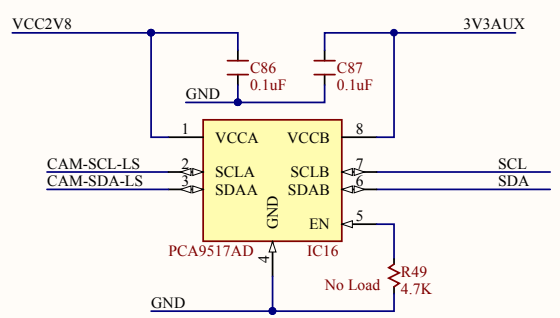 VCC2V8 3V3AUX
C86 C87
0.1uF 0.1uF
GND
1 VCCA VCCB 8
CAM-SCL-LS 2 SCLA SCLB 7 SCL
CAM-SDA-LS 3 SDAA SDAB 6 SDA
GND EN 5
PCA9517AD 4 IC16
No Load R49
4.7K
GND